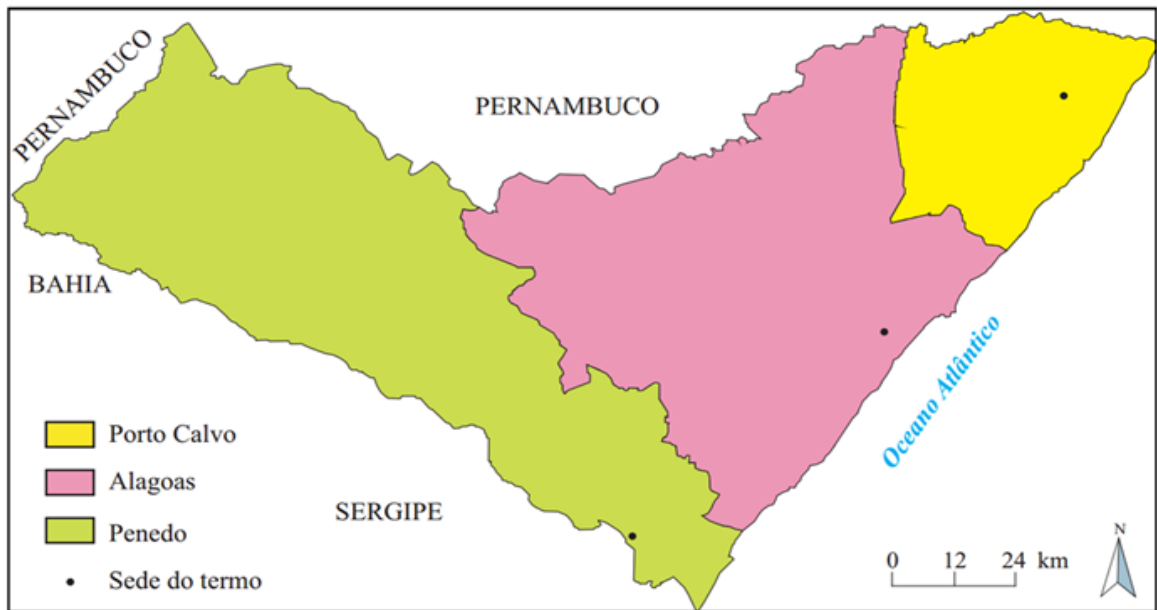 PERNAMBUCO
PERNAMBUCO
BAHIA
SERGIPE
Oceano Atlântico
Porto Calvo
Alagoas
Penedo
Sede do termo
0 12 24 km
N